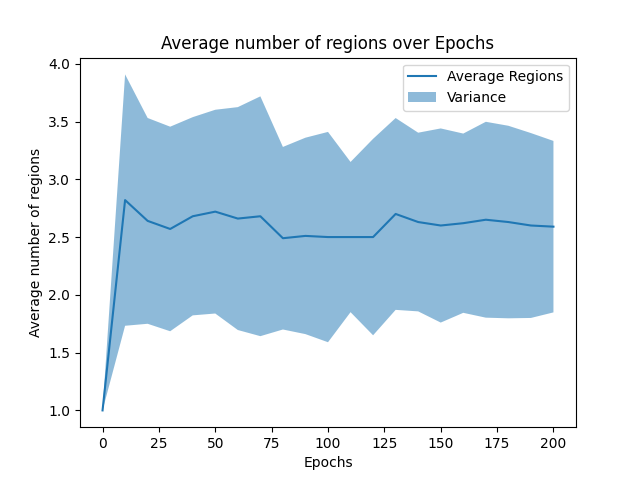 Average number of regions over Epochs
Average Regions
Variance
Average number of regions
4.0
3.5
3.0
2.5
2.0
1.5
1.0
0 25 50 75 100 125 150 175 200
Epochs